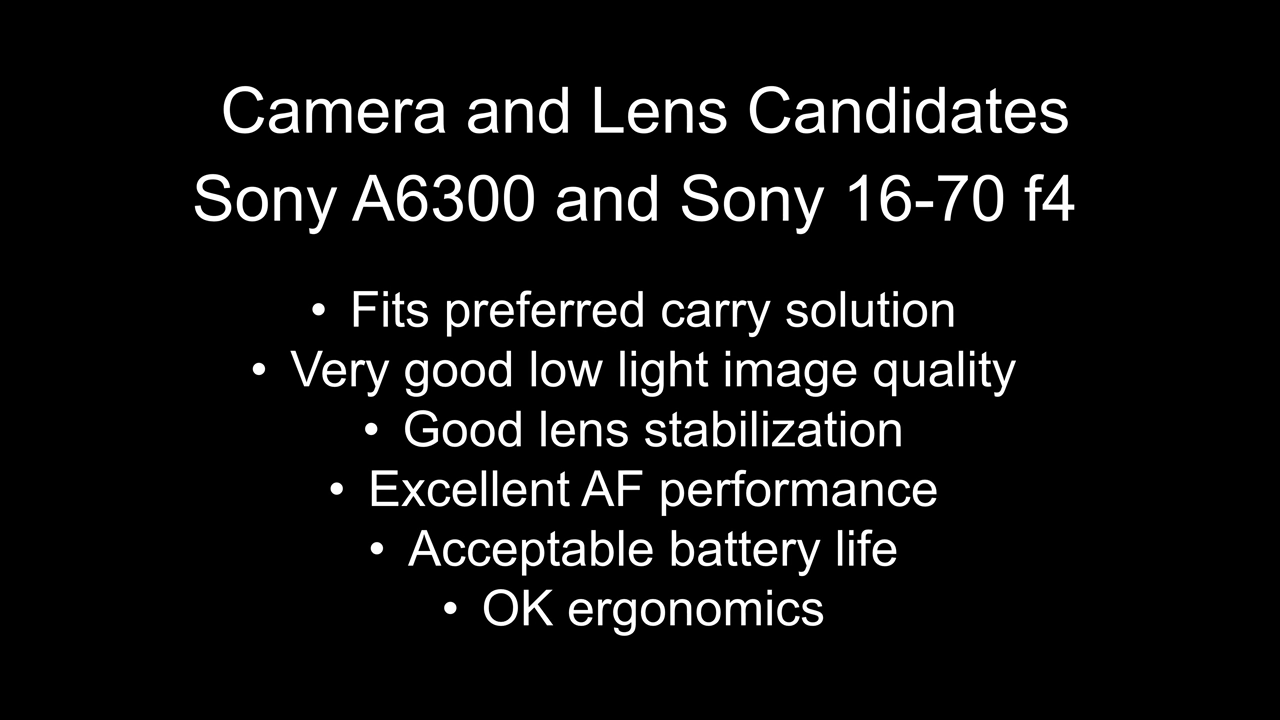 Camera and Lens Candidates
Sony A6300 and Sony 16-70 f4
• Fits preferred carry solution
• Very good low light image quality
• Good lens stabilization
• Excellent AF performance
• Acceptable battery life
• OK ergonomics